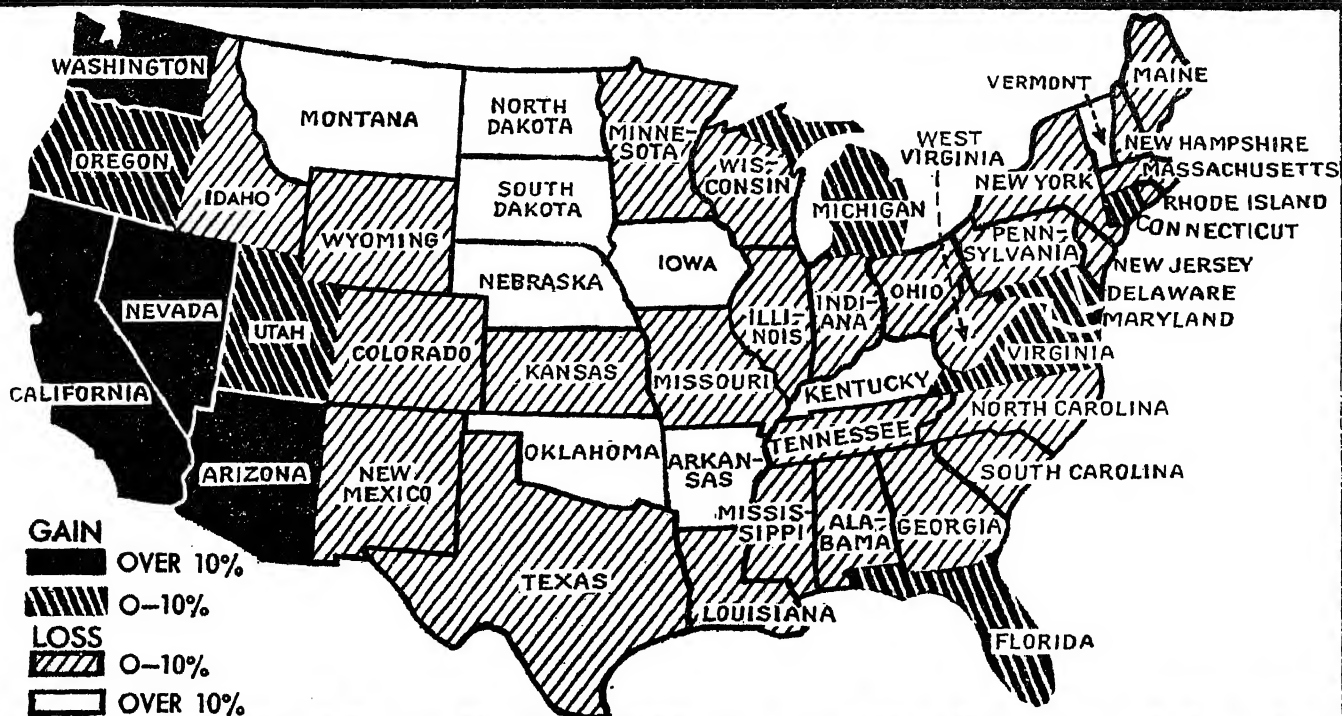 WASHINGTON
MONTANA
NORTH
DAKOTA
MINNE-
SOTA
VERMONT
MAINE
OREGON
IDAHO
SOUTH
DAKOTA
WIS-
CONSIN
WEST
VIRGINIA
NEW YORK
NEW HAMPSHIRE
MASSACHUSETTS
RHODE ISLAND
CONNECTICUT
MICHIGAN
WYOMING
NEBRASKA
IOWA
PENN-
SYLVANIA
NEW JERSEY
DELAWARE
MARYLAND
NEVADA
UTAH
COLORADO
KANSAS
MISSOURI
ILLI-
NOIS
INDI-
ANA
OHIO
VIRGINIA
CALIFORNIA
KENTUCKY
NORTH CAROLINA
TENNESSEE
SOUTH CAROLINA
ARIZONA
NEW
MEXICO
OKLAHOMA
ARKAN-
SAS
MISSIS-
SIPPI
ALA-
BAMA
GEORGIA
TEXAS
LOUISIANA
FLORIDA
GAIN
OVER 10%
0–10%
LOSS
0–10%
OVER 10%